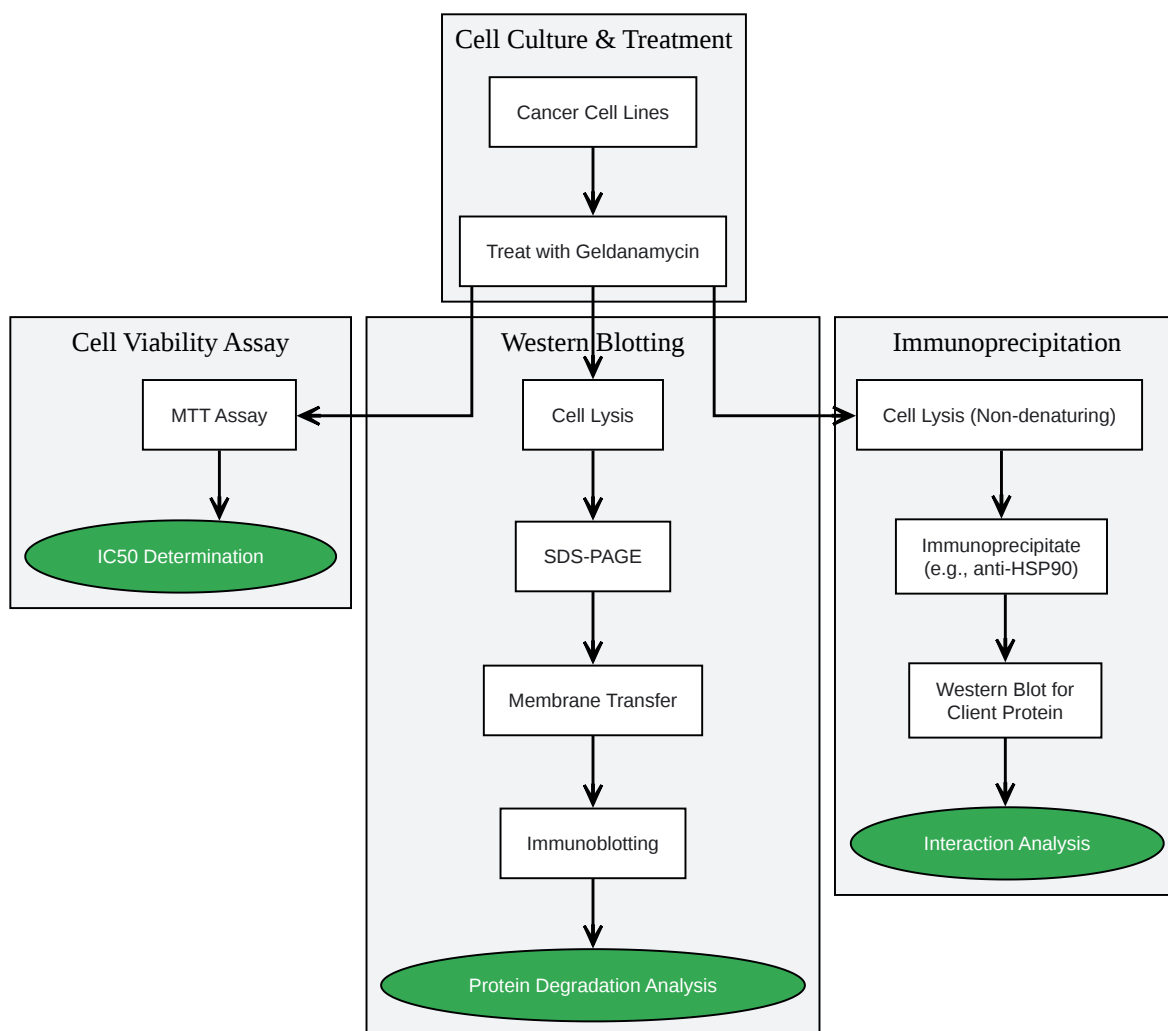 Cell Culture & Treatment
Cancer Cell Lines
Treat with Geldanamycin
Cell Viability Assay
MTT Assay
IC50 Determination
Western Blotting
Cell Lysis
SDS-PAGE
Membrane Transfer
Immunoblotting
Protein Degradation Analysis
Immunoprecipitation
Cell Lysis (Non-denaturing)
Immunoprecipitate
(e.g., anti-HSP90)
Western Blot for
Client Protein
Interaction Analysis